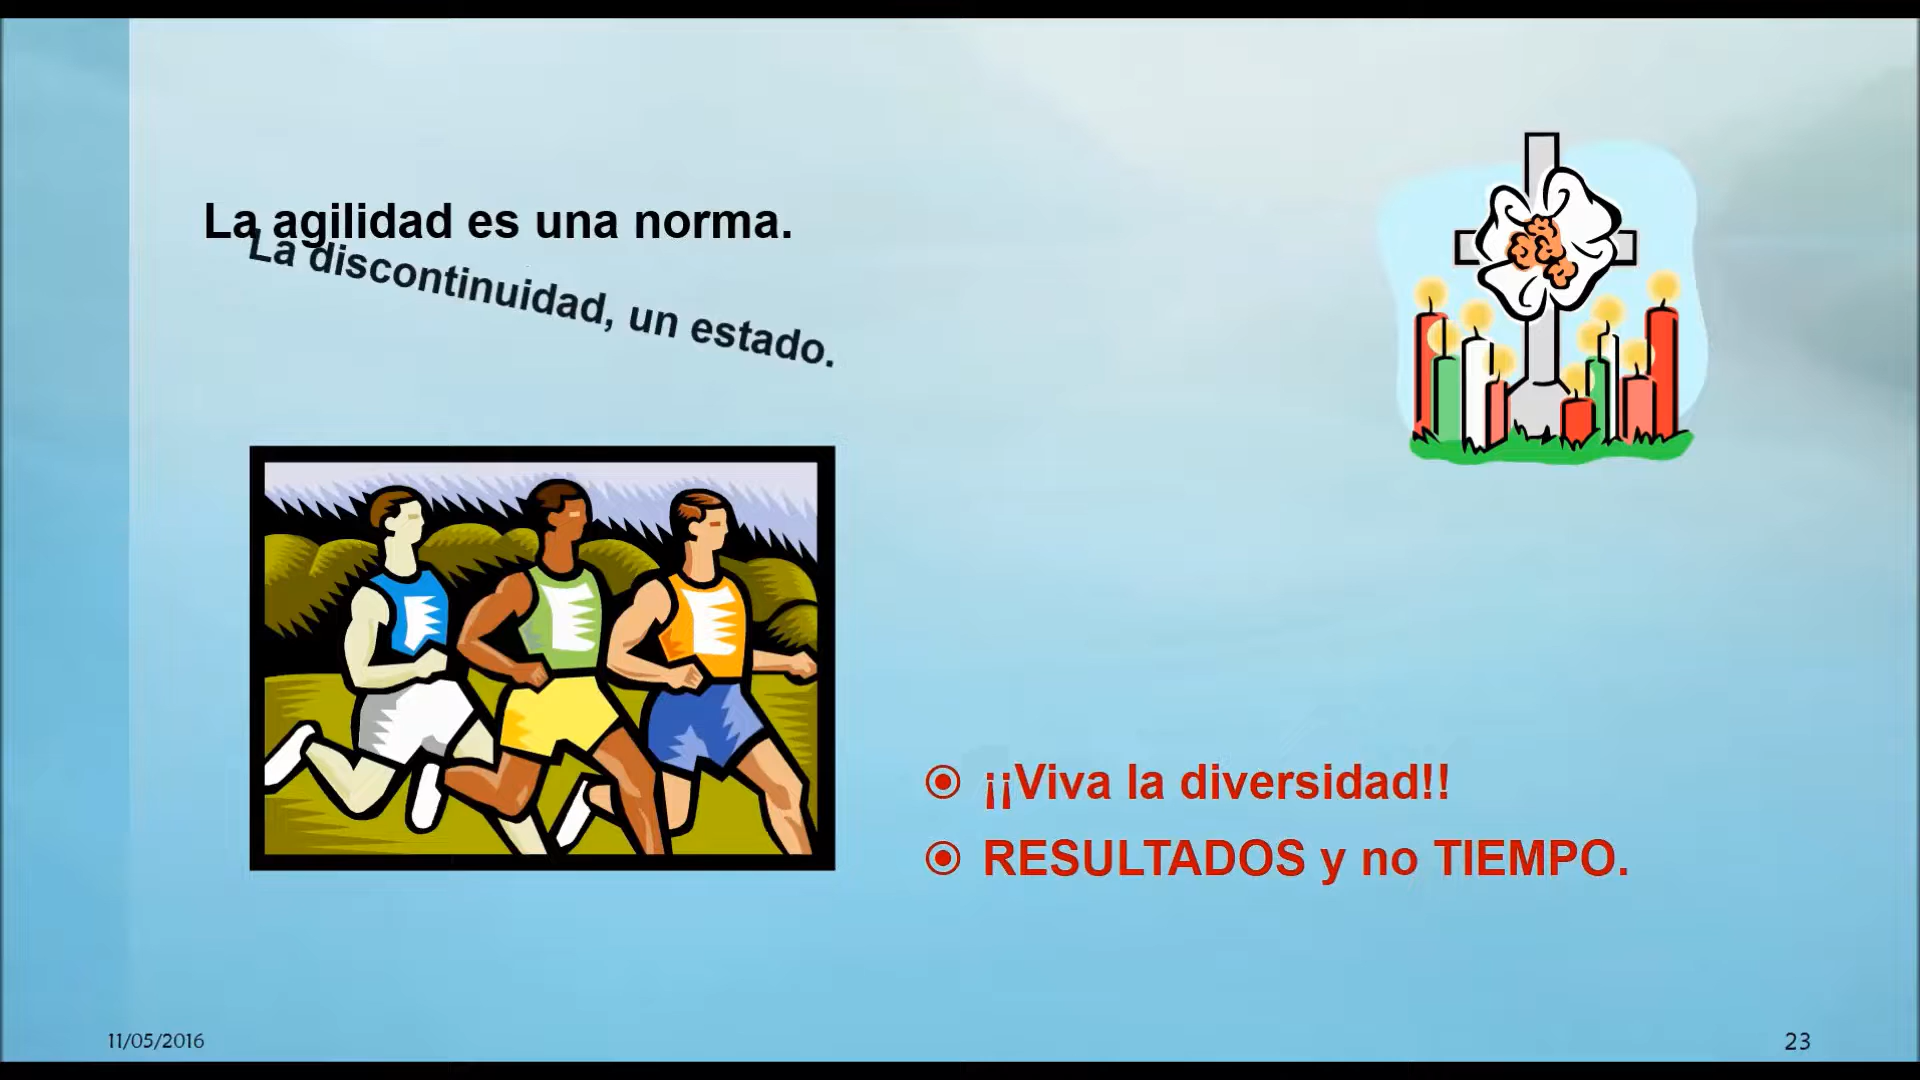 La agilidad es una norma.
La discontinuidad, un estado.
¡¡Viva la diversidad!!
RESULTADOS y no TIEMPO.
11/05/2016
23